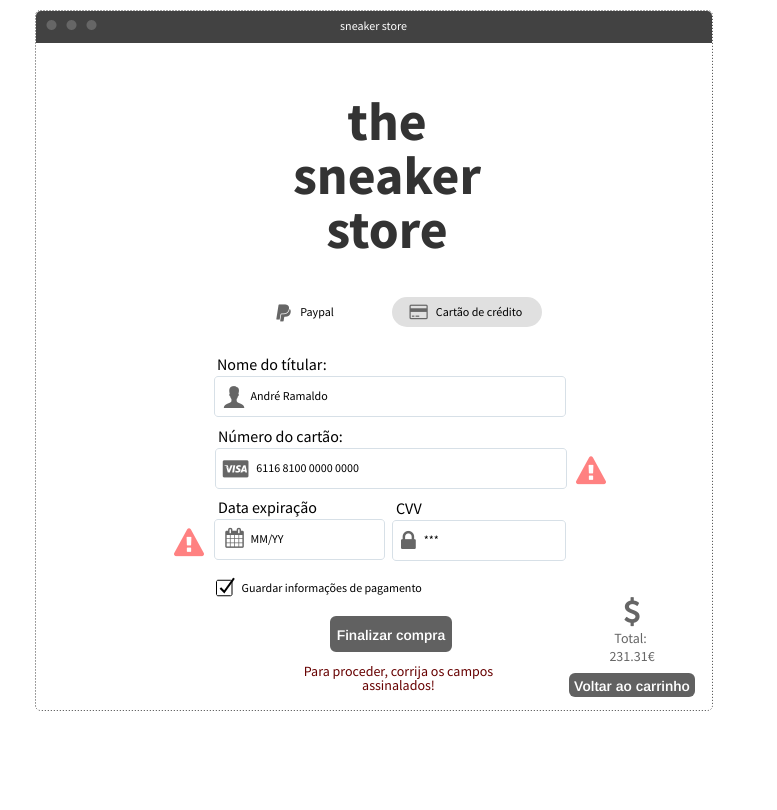 sneaker store
the
sneaker
store
Paypal
Cartão de crédito
Nome do títular:
André Ramaldo
Número do cartão:
VISA
6116 8100 0000 0000
Data expiração
CVV
MM/YY
***
Guardar informações de pagamento
$
Finalizar compra
Total:
231.31€
Para proceder, corrija os campos
assinalados!
Voltar ao carrinho